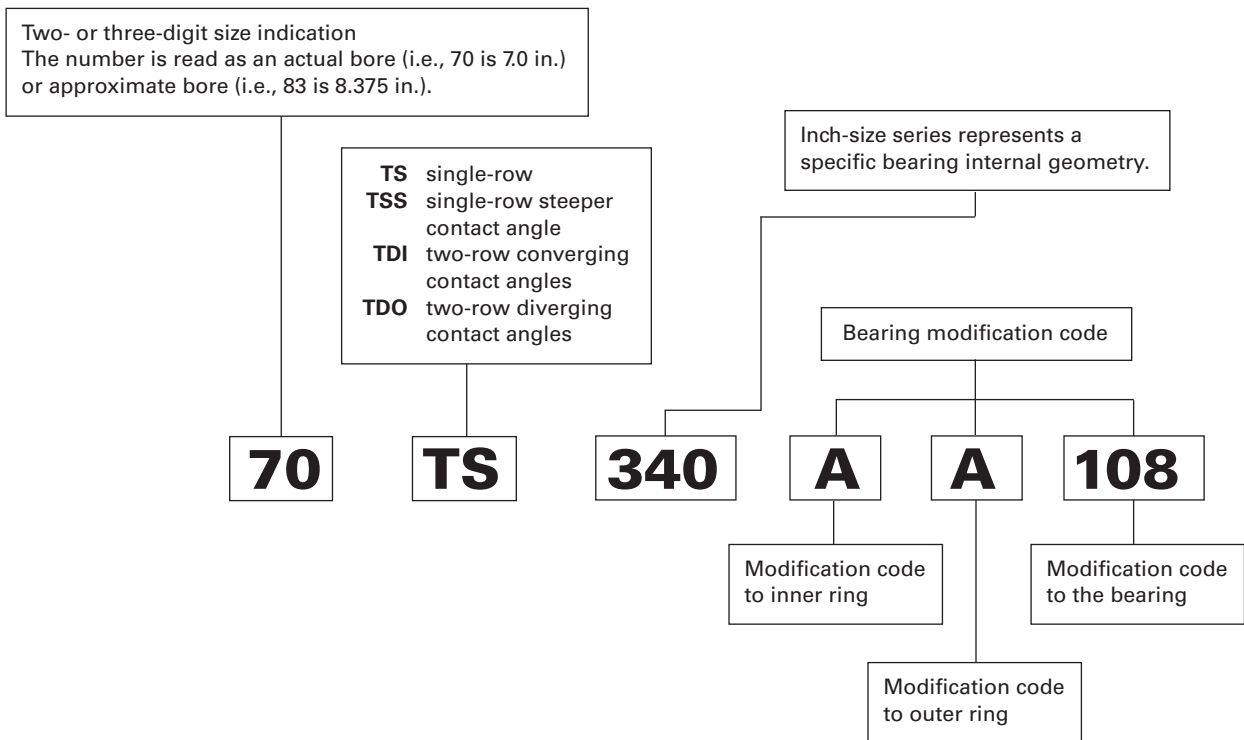 Two- or three-digit size indication
The number is read as an actual bore (i.e., 70 is 7.0 in.)
or approximate bore (i.e., 83 is 8.375 in.).
Inch-size series represents a
specific bearing internal geometry.
TS single-row
TSS single-row steeper
contact angle
TDI two-row converging
contact angles
TDO two-row diverging
contact angles
Bearing modification code
70 TS 340 A A 108
Modification code
to inner ring
Modification code
to the bearing
Modification code
to outer ring